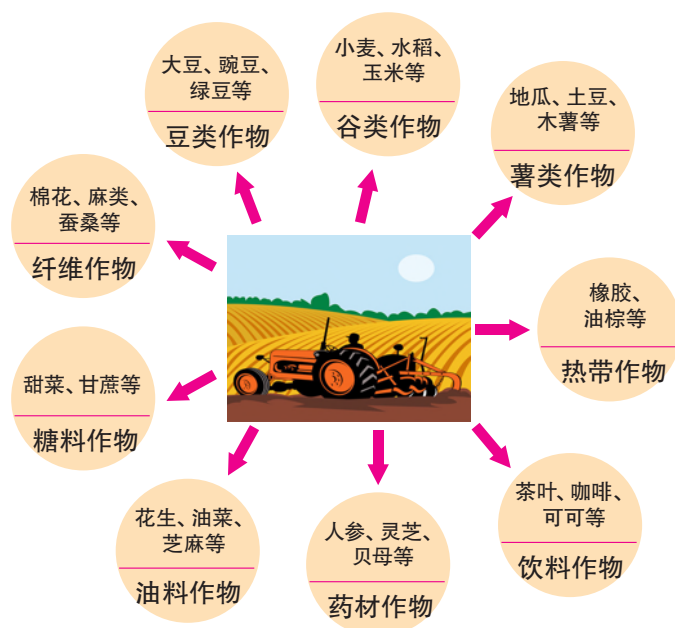 小麦、水稻、
玉米等
谷类作物
大豆、豌豆、
绿豆等
豆类作物
地瓜、土豆、
木薯等
薯类作物
棉花、麻类、
蚕桑等
纤维作物
橡胶、
油棕等
热带作物
甜菜、甘蔗等
糖料作物
茶叶、咖啡、
可可等
饮料作物
花生、油菜、
芝麻等
油料作物
人参、灵芝、
贝母等
药材作物